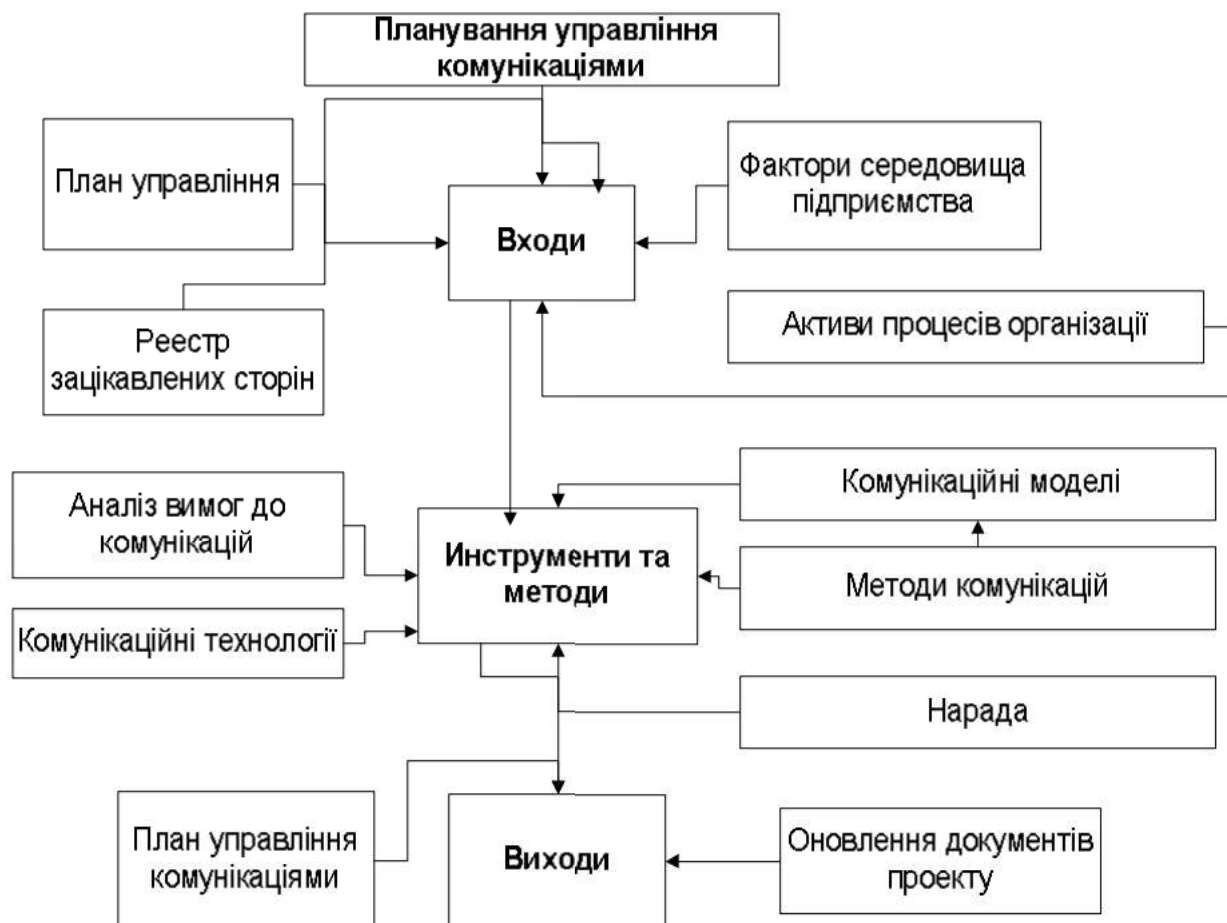 Планування управління
комунікаціями
План управління
Фактори середовища
підприємства
Входи
Реестр
зацікавлених сторін
Активи процесів організації
Аналіз вимог до
комунікацій
Комунікаційні моделі
Инструменти та
методи
Методи комунікацій
Комунікаційні технології
Нарада
План управління
комунікаціями
Виходи
Оновлення документів
проекту